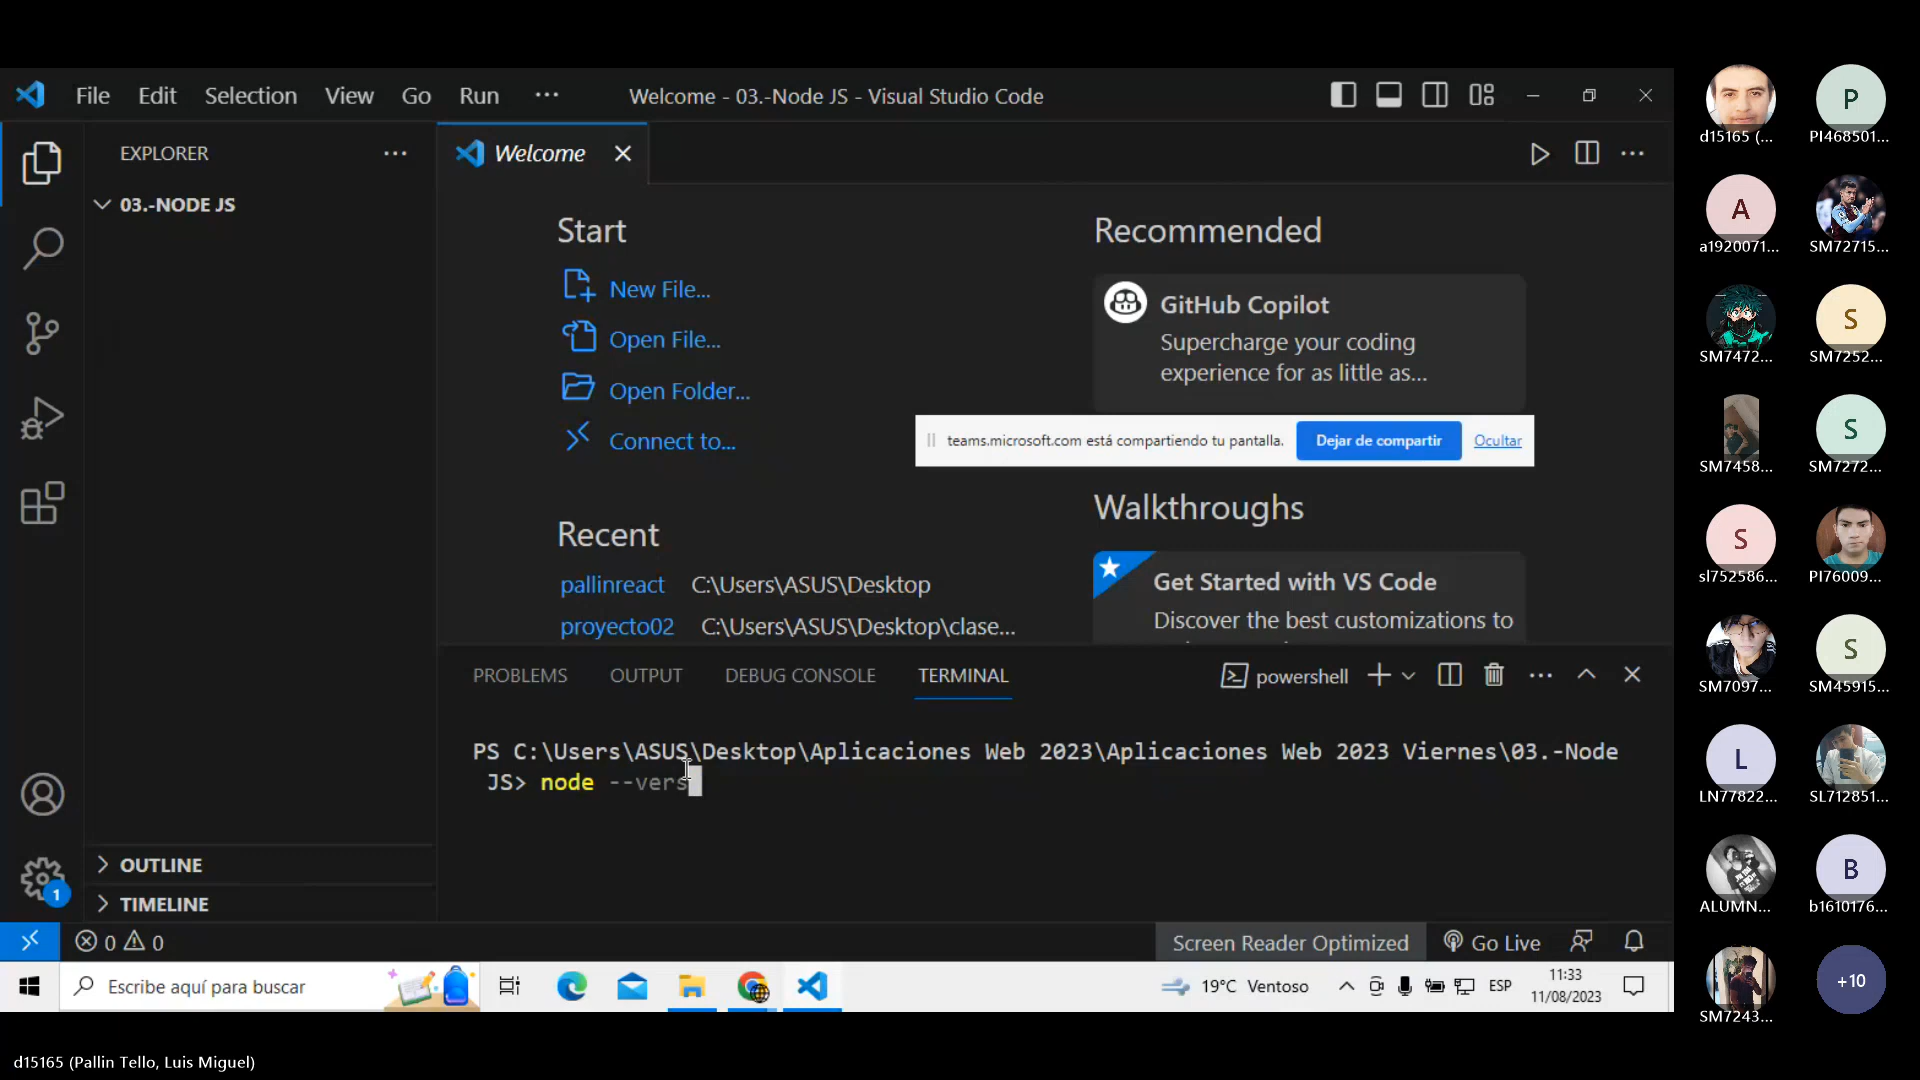 File Edit Selection View Go Run ···
Welcome - 03.-Node JS - Visual Studio Code
EXPLORER
03.-NODE JS
OUTLINE
TIMELINE
Welcome
Start
New File...
Open File...
Open Folder...
Connect to...
Recent
pallinreact C:\Users\ASUS\Desktop
proyecto02 C:\Users\ASUS\Desktop\clase...
Recommended
GitHub Copilot
Supercharge your coding
experience for as little as...
teams.microsoft.com está compartiendo tu pantalla. Dejar de compartir Ocultar
Walkthroughs
Get Started with VS Code
Discover the best customizations to
PROBLEMS OUTPUT DEBUG CONSOLE TERMINAL
powershell
PS C:\Users\ASUS\Desktop\Aplicaciones Web 2023\Aplicaciones Web 2023 Viernes\03.-Node
JS> node --vers
1
0 0
Screen Reader Optimized Go Live
Escribe aquí para buscar
19°C Ventoso
ESP
11:33
11/08/2023
d15165 (...
P
PI468501...
A
a1920071...
SM72715...
SM7472...
S
SM7252...
SM7458...
S
SM7272...
S
sl752586...
PI76009...
SM7097...
S
SM45915...
L
LN77822...
SL712851...
ALUMN...
B
b1610176...
SM7243...
+10
d15165 (Pallin Tello, Luis Miguel)